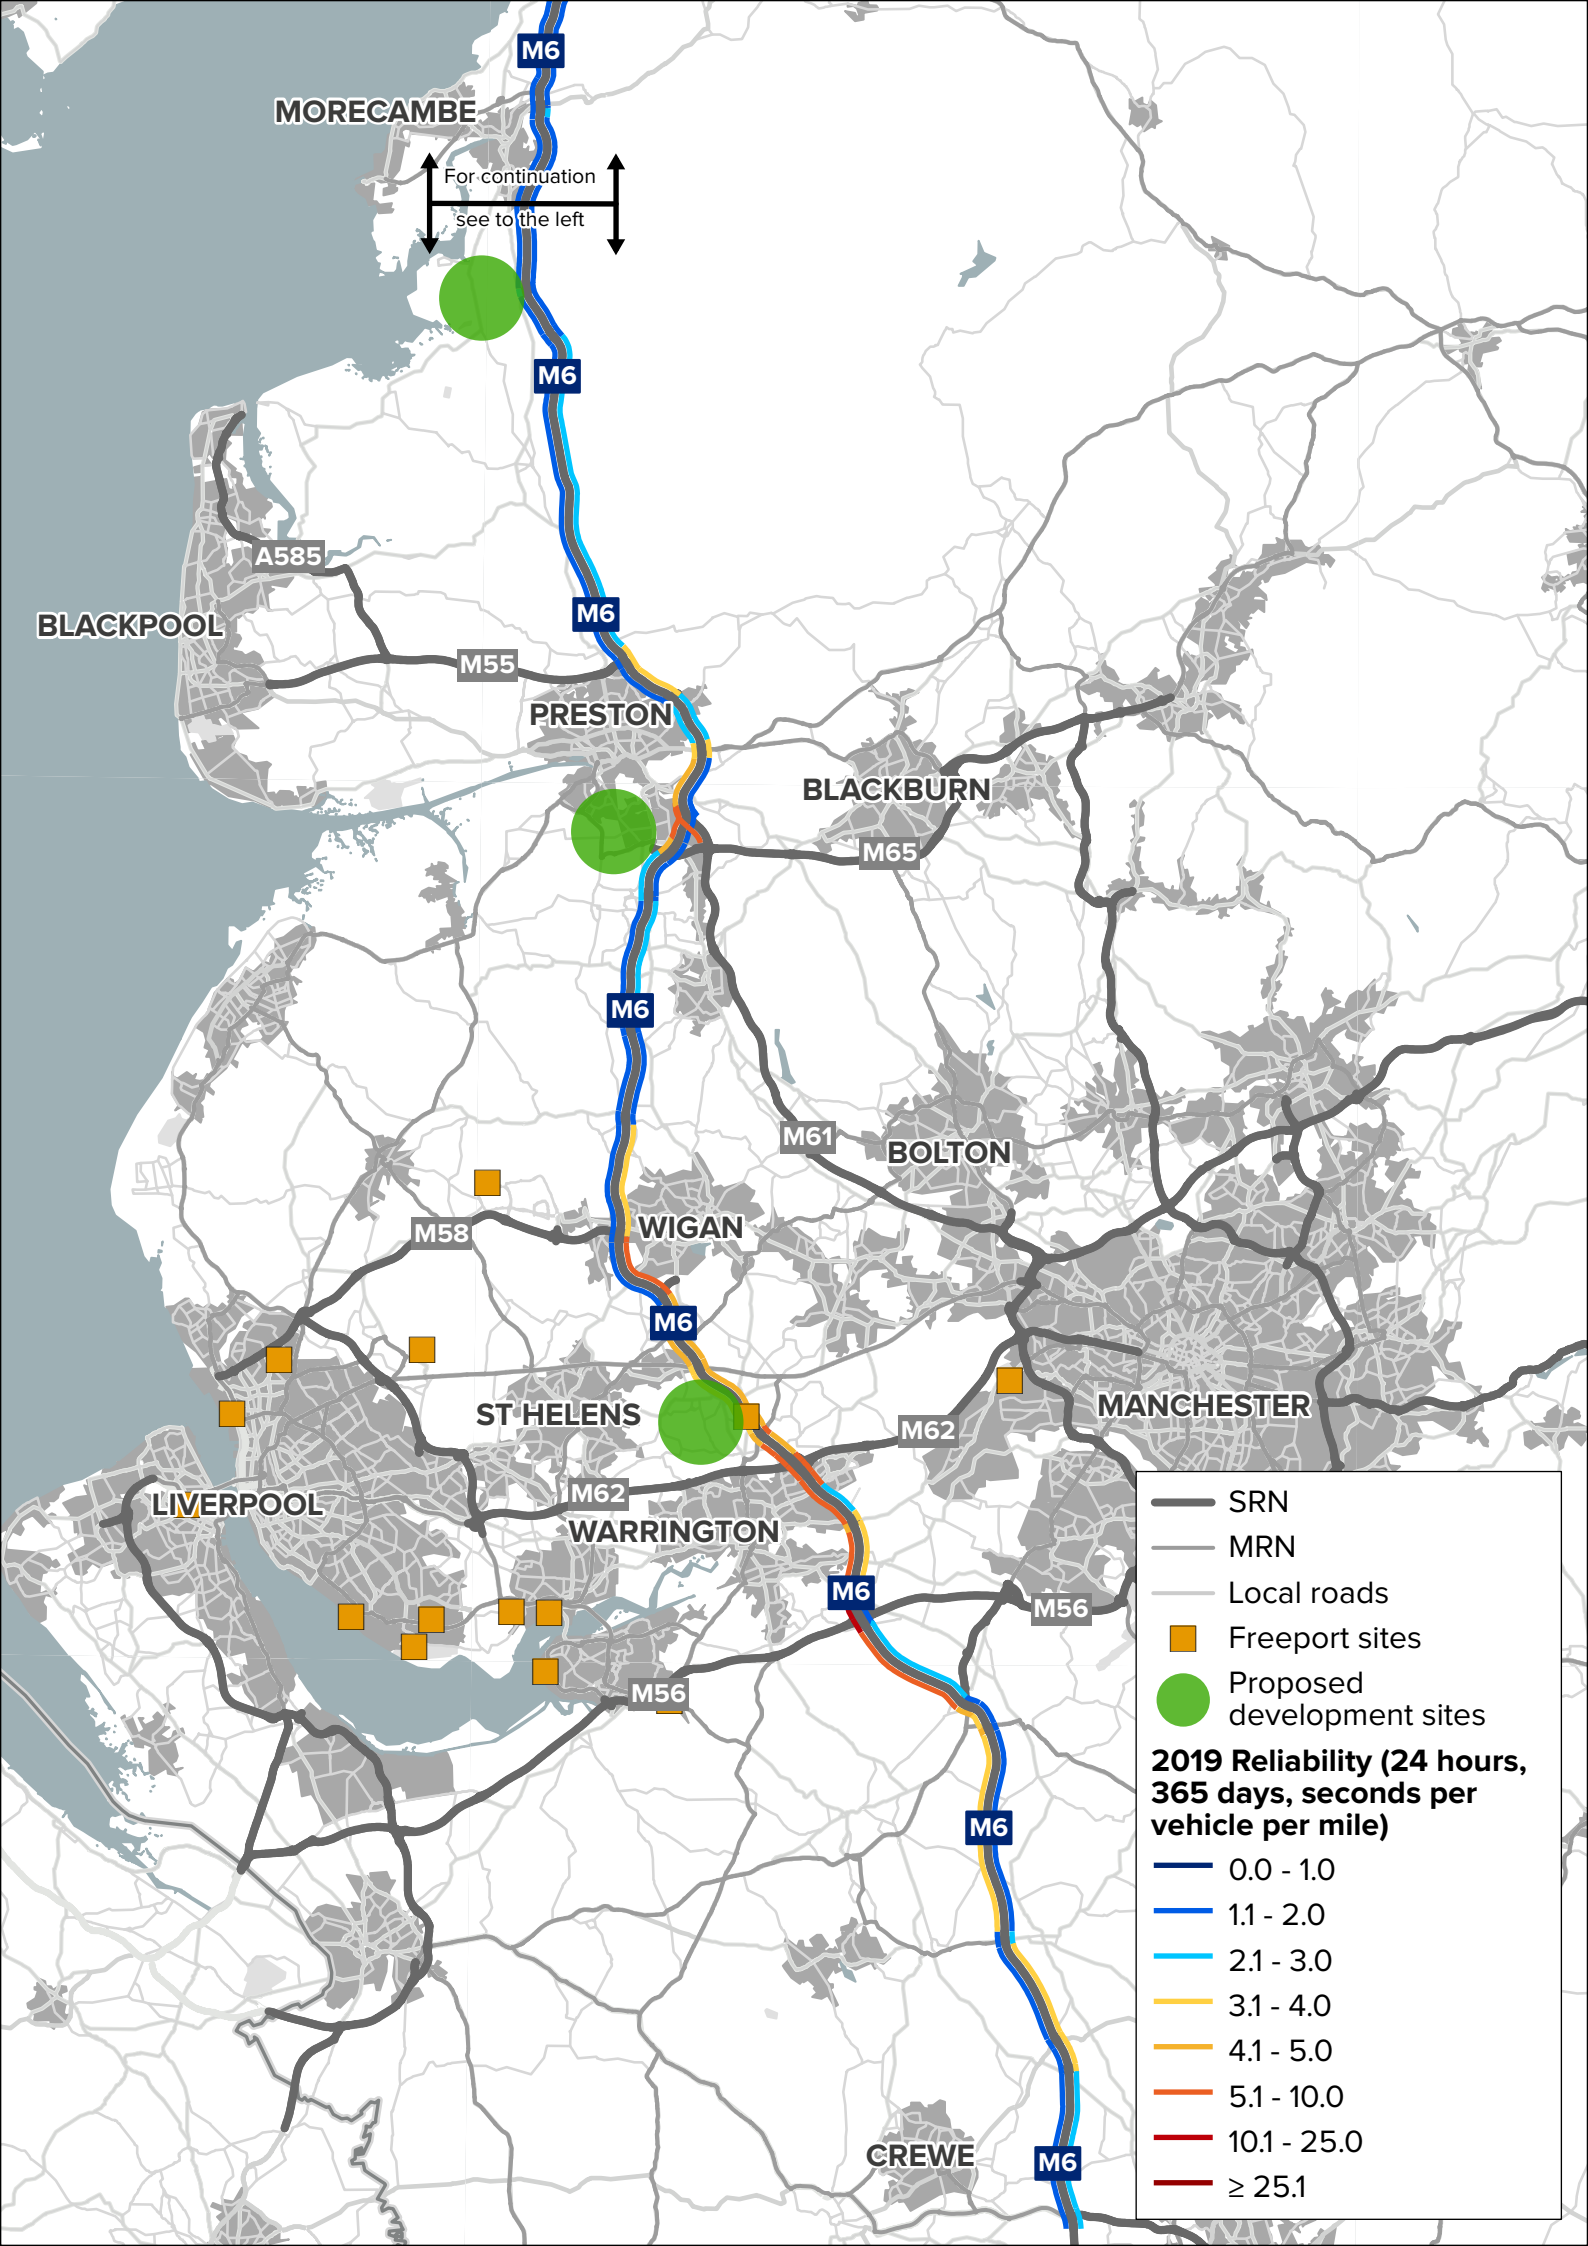 M6
MORECAMBE
For continuation
see to the left
M6
A585
M6
BLACKPOOL
M55
PRESTON
BLACKBURN
M65
M6
M61
BOLTON
WIGAN
M58
M6
MANCHESTER
ST HELENS
M62
M62
LIVERPOOL
WARRINGTON
M6
M56
M56
M6
CREWE
M6
SRN
MRN
Local roads
Freeport sites
Proposed
development sites
2019 Reliability (24 hours,
365 days, seconds per
vehicle per mile)
0.0 - 1.0
1.1 - 2.0
2.1 - 3.0
3.1 - 4.0
4.1 - 5.0
5.1 - 10.0
10.1 - 25.0
≥ 25.1